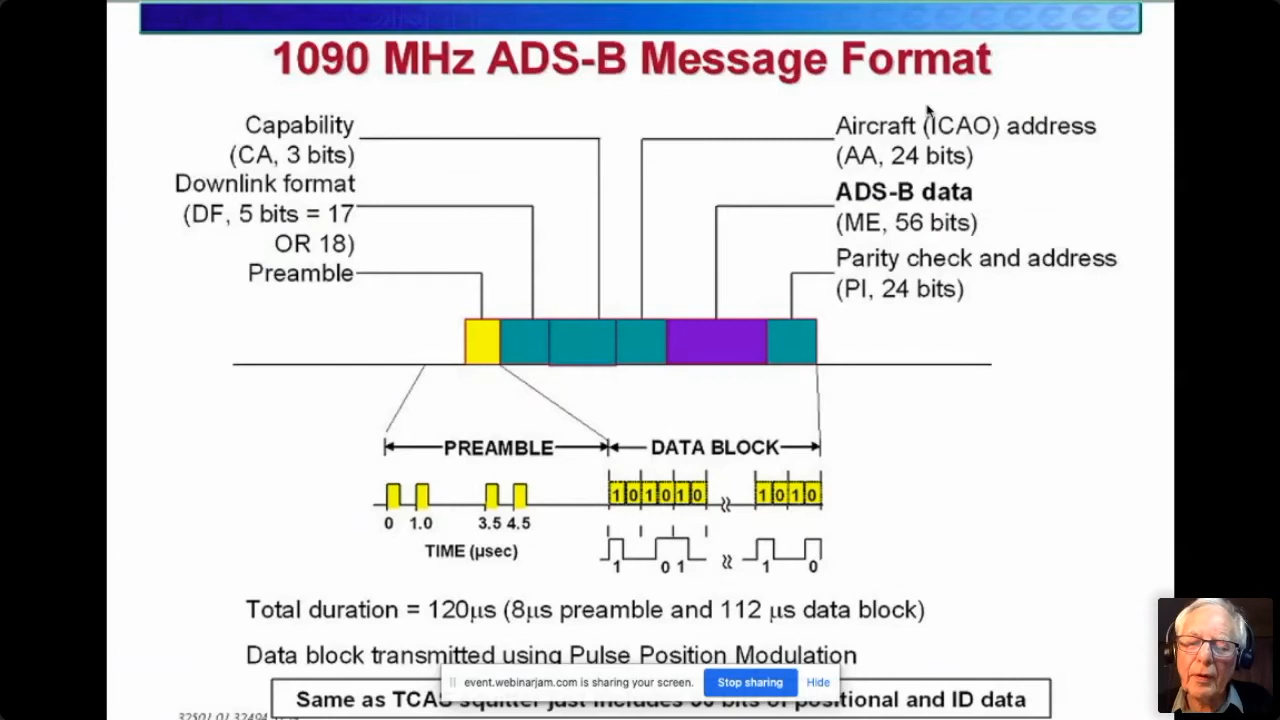 1090 MHz ADS-B Message Format
Capability
(CA, 3 bits)
Downlink format
(DF, 5 bits = 17
OR 18)
Preamble
Aircraft (ICAO) address
(AA, 24 bits)
ADS-B data
(ME, 56 bits)
Parity check and address
(PI, 24 bits)
PREAMBLE
DATA BLOCK
1 0 1 0 1 0
1 0 1 0
0 1.0 3.5 4.5
TIME (µsec)
1 0 1
1 0
Total duration = 120µs (8µs preamble and 112 µs data block)
Data block transmitted using Pulse Position Modulation
event.webinarjam.com is sharing your screen.
Stop sharing
Hide
Same as TCAS squitter just includes 56 bits of positional and ID data